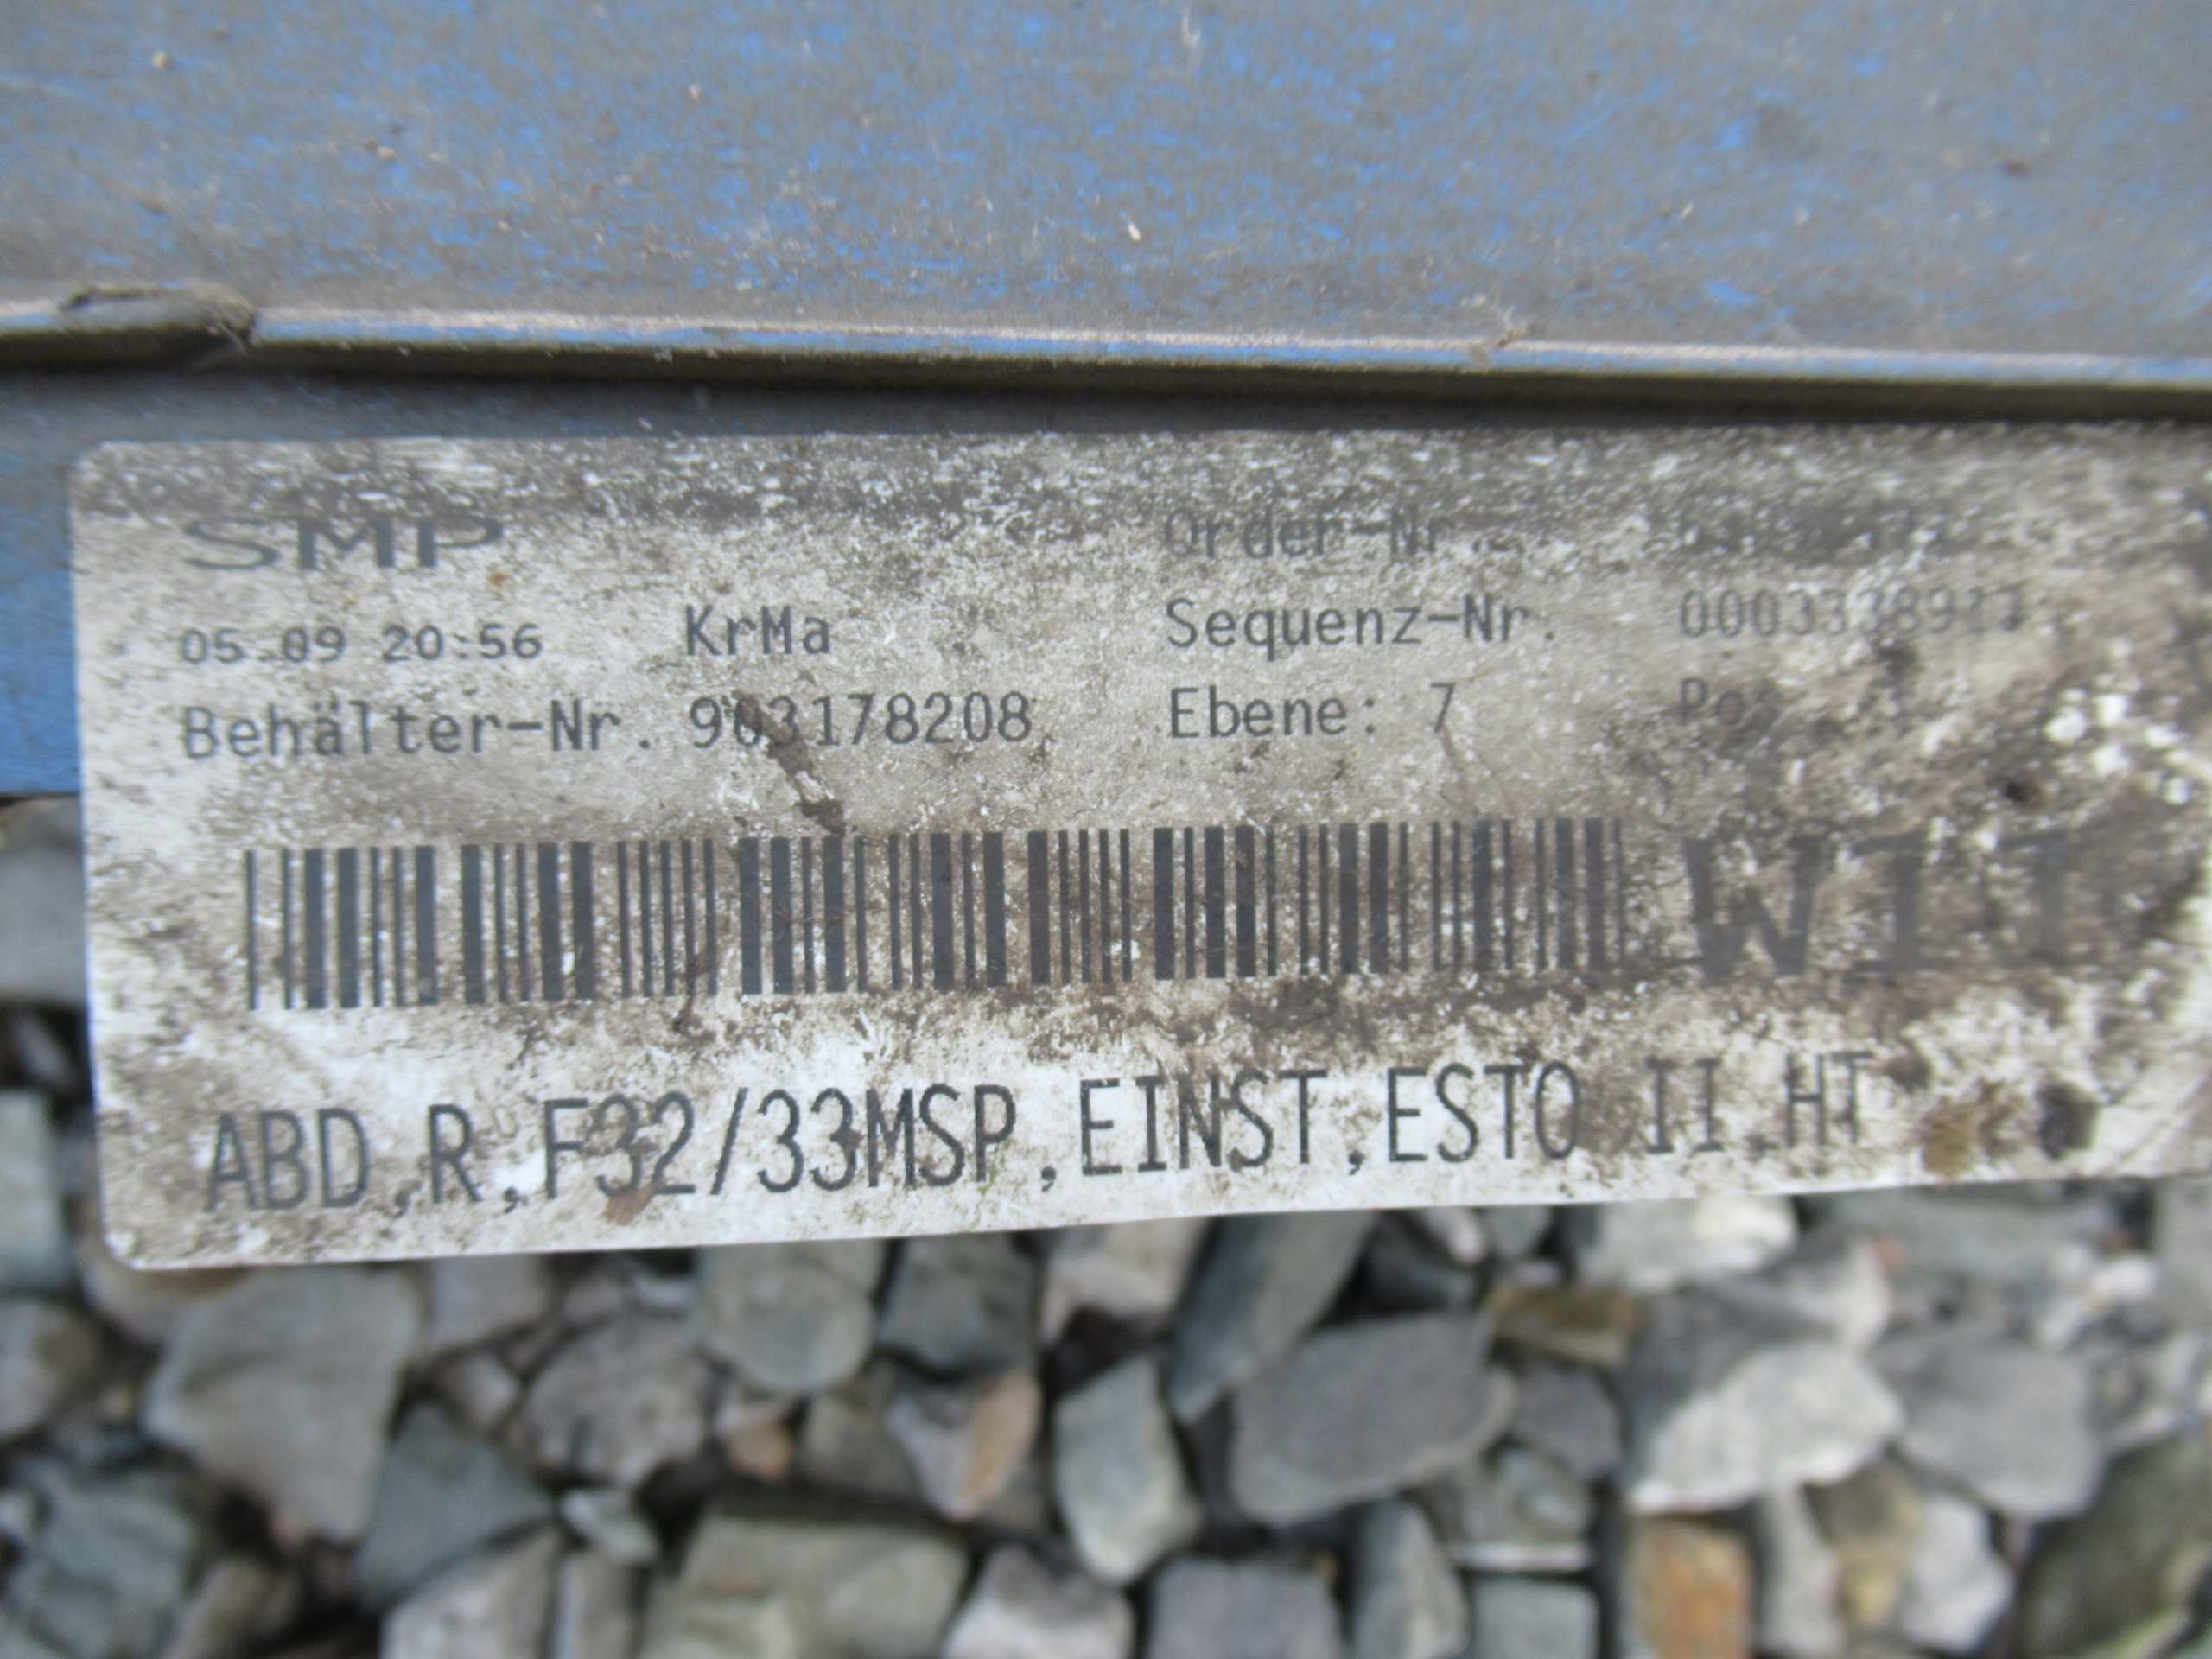 SMP Order-Nr.
05.09 20:56 KrMa Sequenz-Nr.
Behälter-Nr. 903178208 Ebene: 7
ABD,R,F32/33MSP,EINST,ESTO II HT